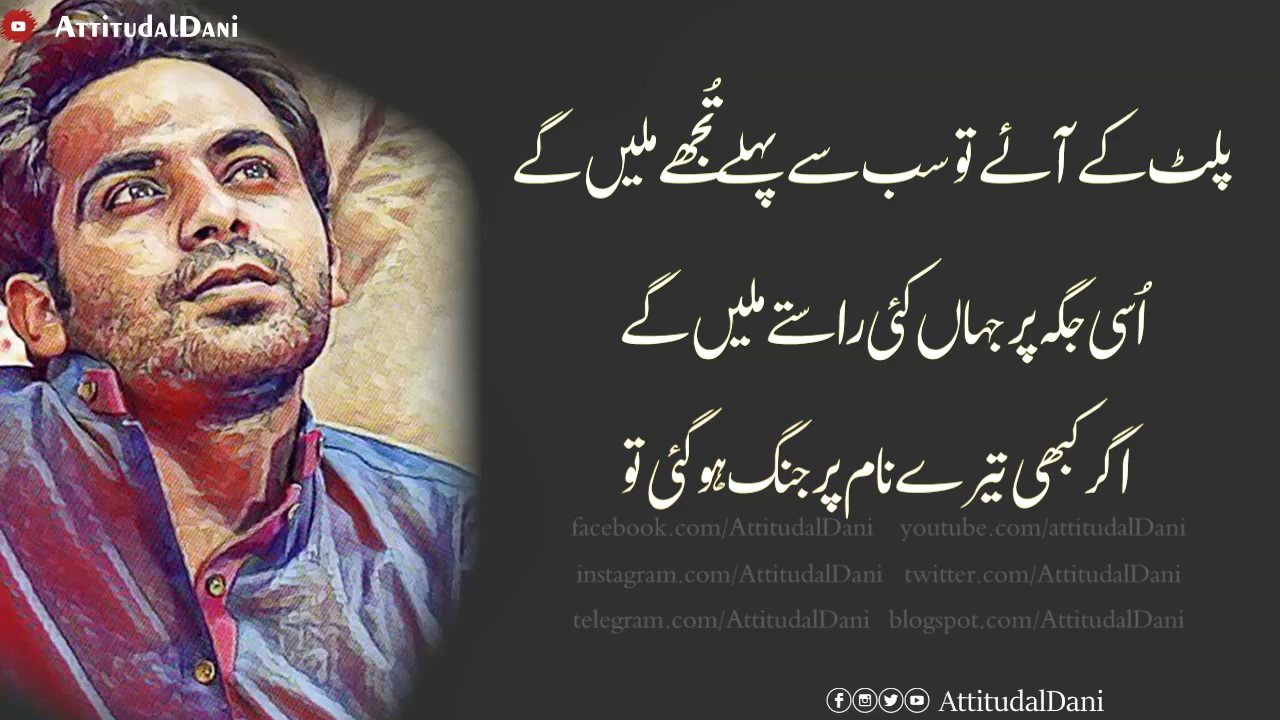 AttitudalDani
پلٹ کے آئے تو سب سے پہلے تُجھے ملیں گے
اُسی جگہ پر جہاں کئی راستے ملیں گے
اگر کبھی تیرے نام پر جنگ ہو گئی تو
facebook.com/AttitudalDani youtube.com/attitudalDani
instagram.com/AttitudalDani twitter.com/AttitudalDani
telegram.com/AttitudalDani blogspot.com/AttitudalDani
AttitudalDani